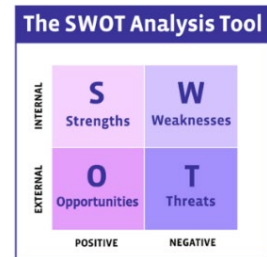 The SWOT Analysis Tool
INTERNAL
S
Strengths
W
Weaknesses
EXTERNAL
O
Opportunities
T
Threats
POSITIVE
NEGATIVE